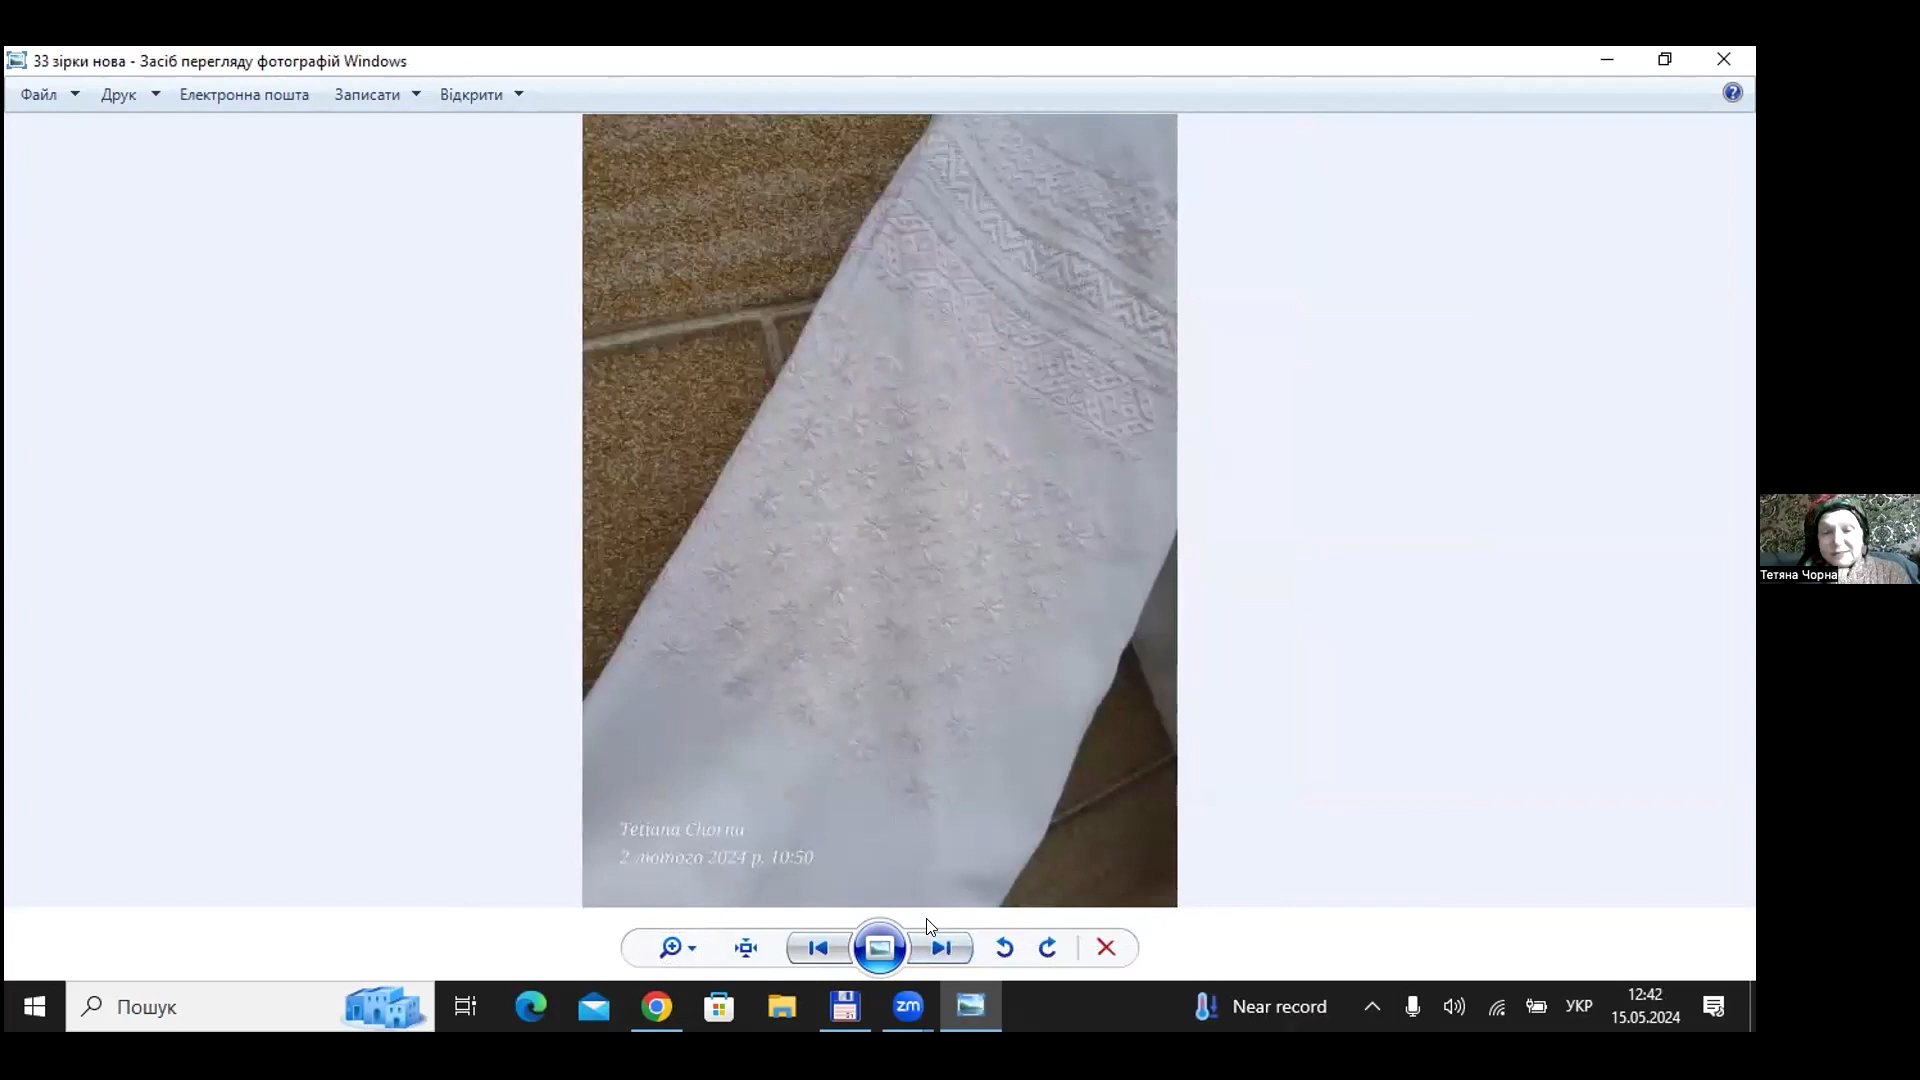 33 зірки нова - Засіб перегляду фотографій Windows
Файл Друк Електронна пошта Записати Відкрити
Tetiana Chorna
2 лютого 2024 р. 10:50
Тетяна Чорна
Пошук
zm
Near record
УКР
12:42
15.05.2024